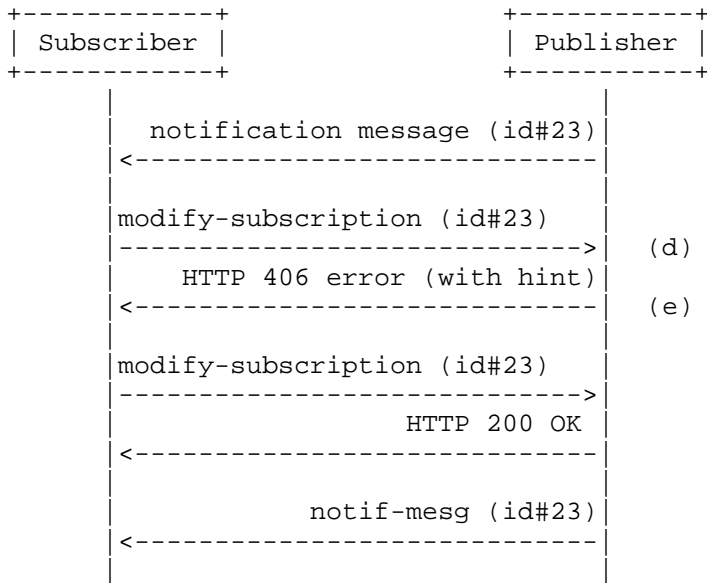 Subscriber Publisher
notification message (id#23)
modify-subscription (id#23)
(d)
HTTP 406 error (with hint)
(e)
modify-subscription (id#23)
HTTP 200 OK
notif-mesg (id#23)